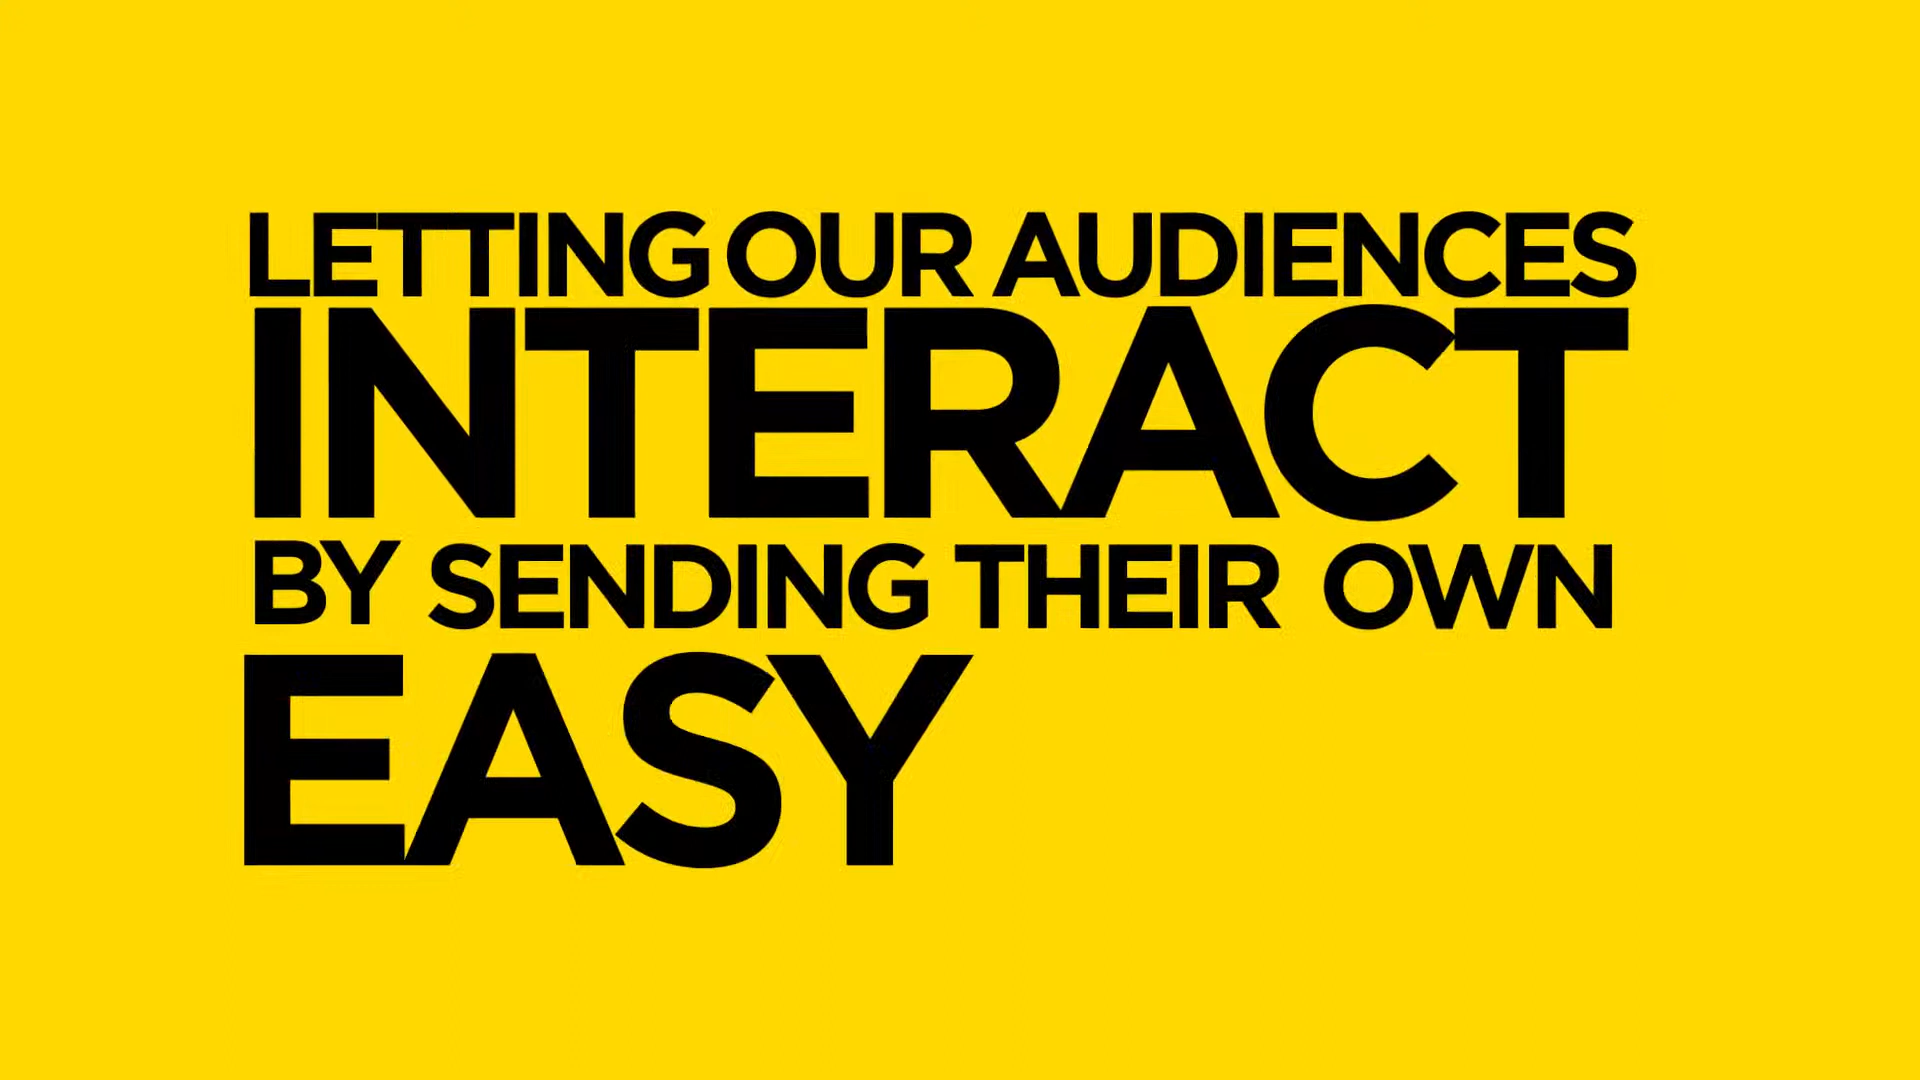 LETTING OUR AUDIENCES
INTERACT
BY SENDING THEIR OWN
EASY